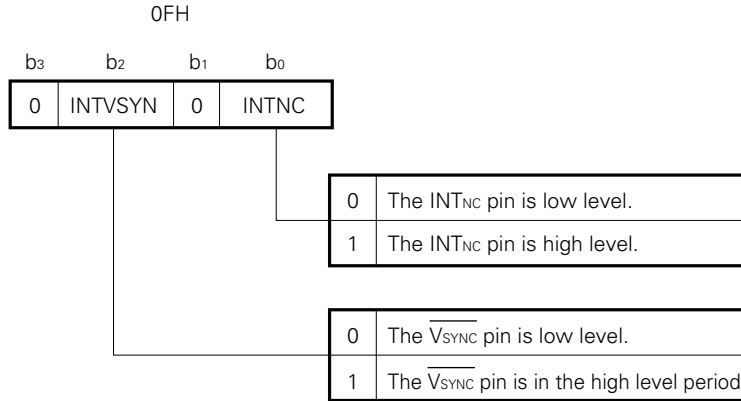 0FH
b3 b2 b1 b0
0 INTVSYN 0 INTNC
0 The INTNC pin is low level.
1 The INTNC pin is high level.
0 The V̅S̅Y̅N̅C̅ pin is low level.
1 The V̅S̅Y̅N̅C̅ pin is in the high level period